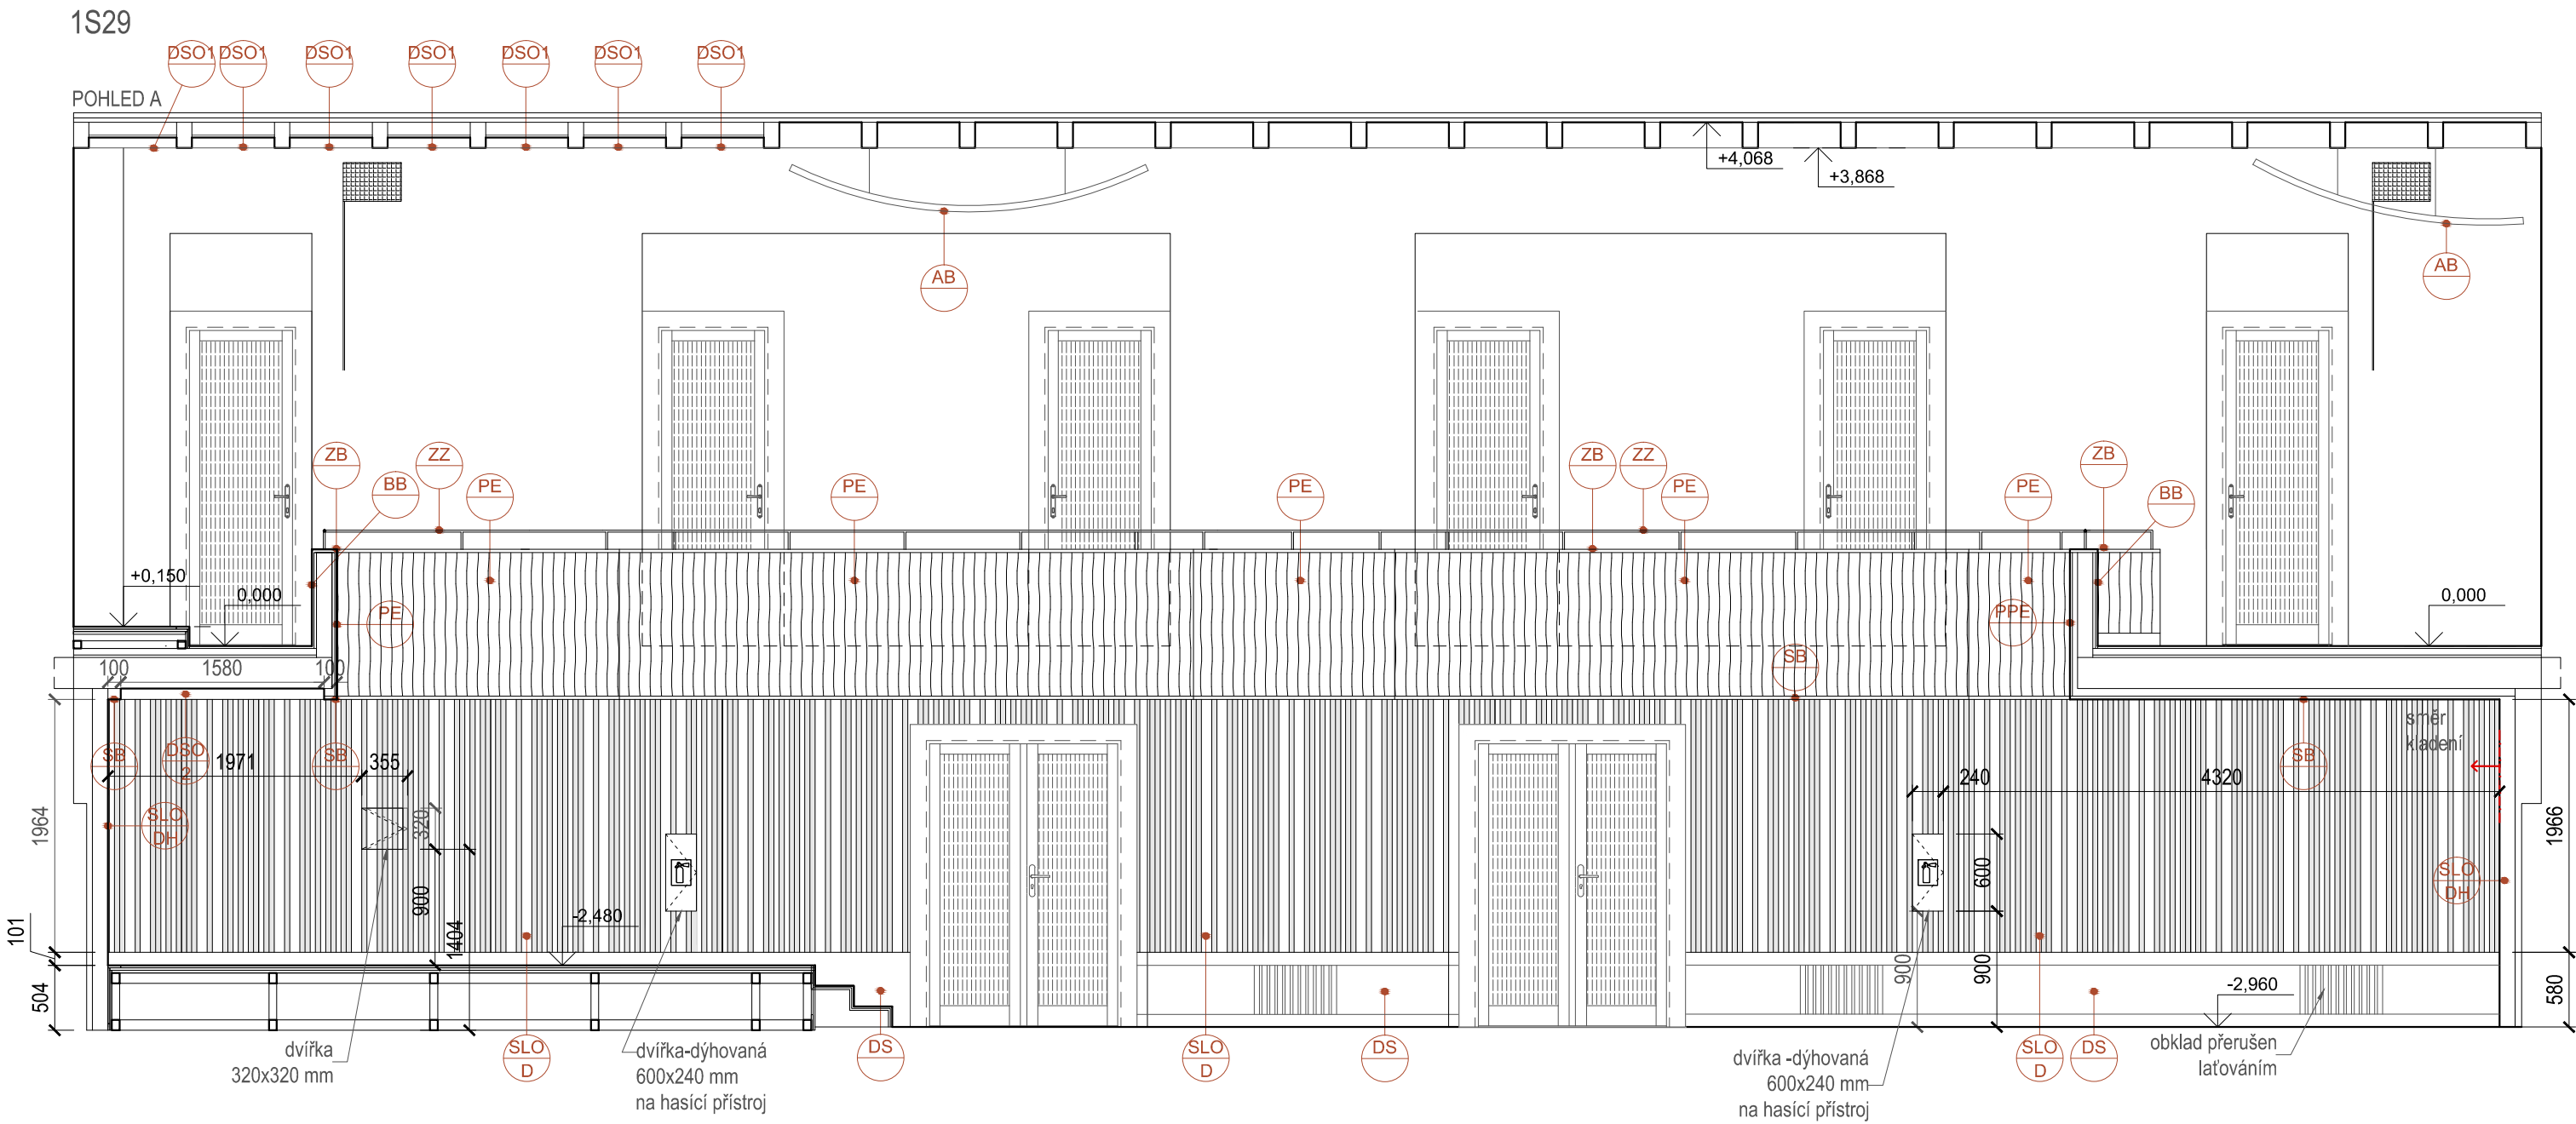 1S29
DSO1 DSO1 DSO1 DSO1 DSO1 DSO1 DSO1
POHLED A
+4,068
+3,868
AB
AB
ZB
ZZ
BB
PE
PE
PE
ZB
ZZ
PE
PE
ZB
BB
+0,150
0,000
PE
PPE
0,000
100
1580
100
SB
SB
DSO
2
1971
SB
355
směr
kladení
SB
240
4320
1964
SLO
DH
320
1966
600
SLO
DH
900
1404
-2,480
101
504
900
900
-2,960
580
dvířka
320x320 mm
SLO
D
dvířka-dýhovaná
600x240 mm
na hasící přístroj
DS
SLO
D
DS
dvířka -dýhovaná
600x240 mm
na hasící přístroj
SLO
D
DS
obklad přerušen
laťováním